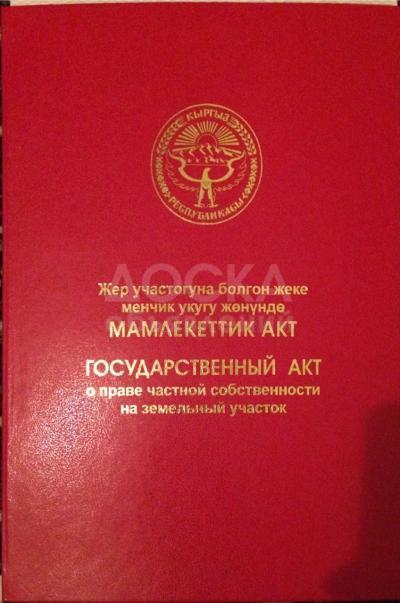 КЫРГЫЗ
РЕСПУБЛИКАСЫ
Жер участогуна болгон жеке
менчик укугу жөнүндө
МАМЛЕКЕТТИК АКТ
ГОСУДАРСТВЕННЫЙ АКТ
о праве частной собственности
на земельный участок
ДОСКА